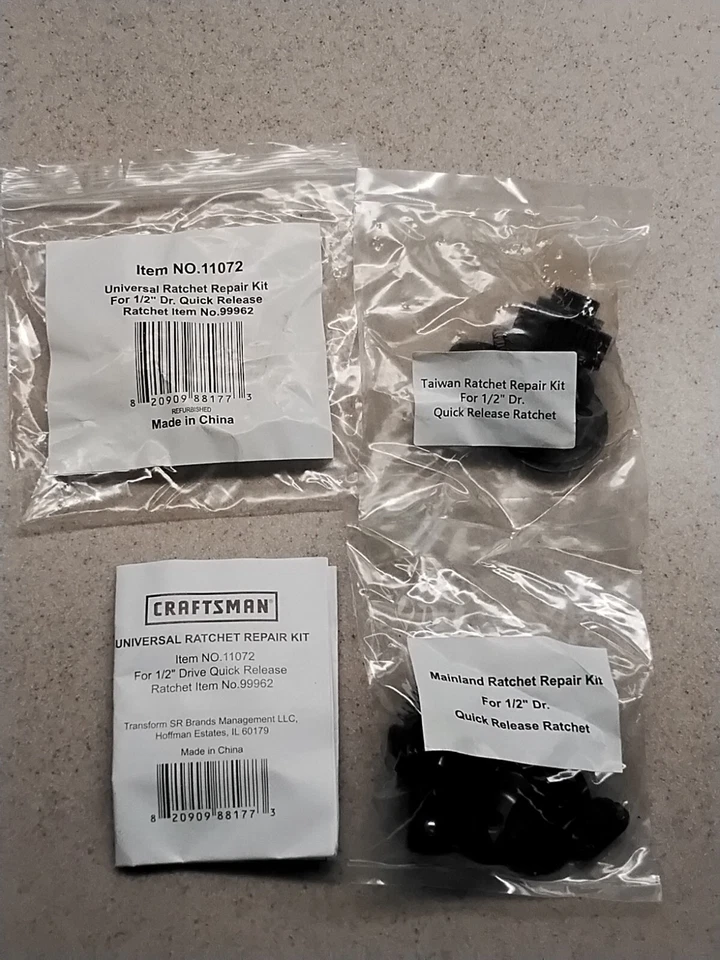 Item NO.11072
Universal Ratchet Repair Kit
For 1/2" Dr. Quick Release
Ratchet Item No.99962
8 20909 88177 3
REFURBISHED
Made in China
Taiwan Ratchet Repair Kit
For 1/2" Dr.
Quick Release Ratchet
CRAFTSMAN®
UNIVERSAL RATCHET REPAIR KIT
Item NO.11072
For 1/2" Drive Quick Release
Ratchet Item No.99962
Transform SR Brands Management LLC,
Hoffman Estates, IL 60179
Made in China
8 20909 88177 3
Mainland Ratchet Repair Kit
For 1/2" Dr.
Quick Release Ratchet